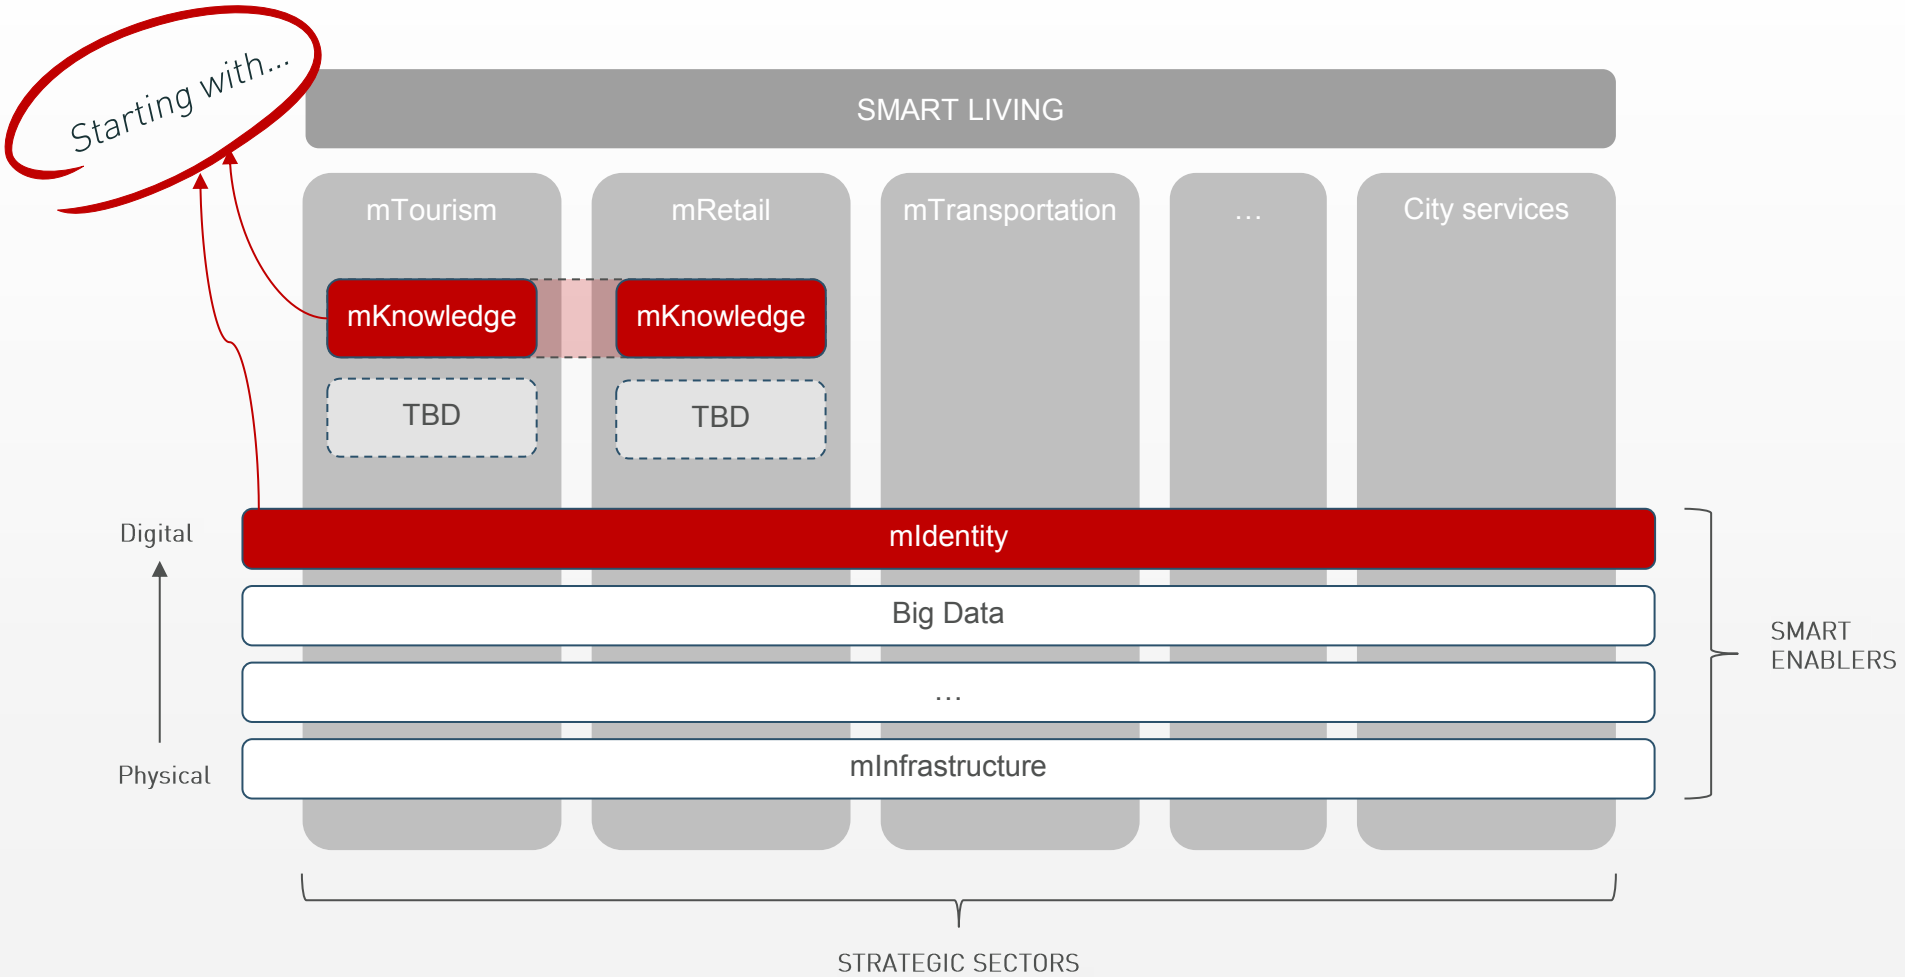 Starting with...
SMART LIVING
mTourism
mRetail
mTransportation
...
City services
mKnowledge
mKnowledge
TBD
TBD
Digital
mIdentity
Big Data
SMART
ENABLERS
...
Physical
mInfrastructure
STRATEGIC SECTORS